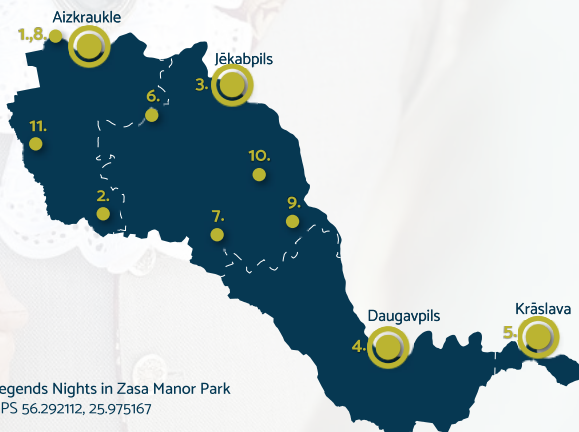 Aizkraukle
1.,8.
Jēkabpils
3.
6.
11.
10.
2.
9.
7.
Daugavpils
4.
Krāslava
5.
egends Nights in Zasa Manor Park
PS 56.292112, 25.975167